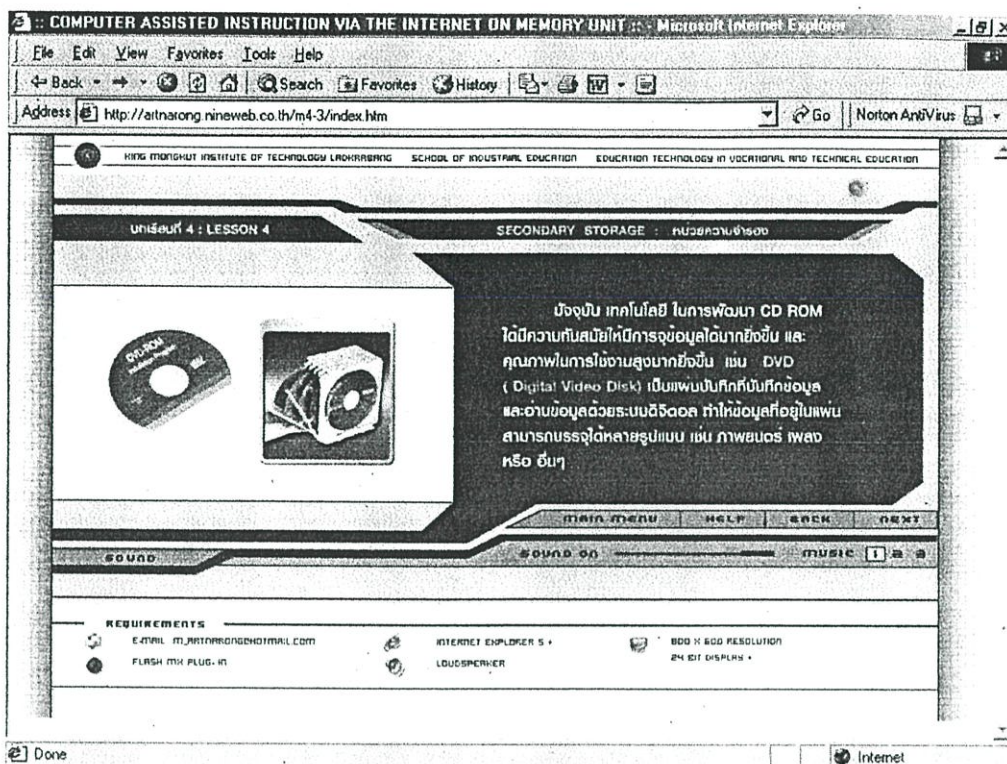 :: COMPUTER ASSISTED INSTRUCTION VIA THE INTERNET ON MEMORY UNIT :: - Microsoft Internet Explorer
File Edit View Favorites Tools Help
Back Search Favorites History
Address http://artnarong.nineweb.co.th/m4-3/index.htm Go Norton AntiVirus
KING MONGKUT INSTITUTE OF TECHNOLOGY LADKRABANG SCHOOL OF INDUSTRIAL EDUCATION EDUCATION TECHNOLOGY IN VOCATIONAL AND TECHNICAL EDUCATION
บทเรียนที่ 4 : LESSON 4 SECONDARY STORAGE : หน่วยความจำรอง
ปัจจุบัน เทคโนโลยี ในการพัฒนา CD ROM
ได้มีความทันสมัยให้มีการจุข้อมูลได้มากยิ่งขึ้น และ
คุณภาพในการใช้งานสูงมากยิ่งขึ้น เช่น DVD
( Digital Video Disk) เป็นแผ่นบันทึกที่บันทึกข้อมูล
และอ่านข้อมูลด้วยระบบดิจิตอล ทำให้ข้อมูลที่อยู่ในแผ่น
สามารถบรรจุได้หลายรูปแบบ เช่น ภาพยนตร์ เพลง
หรือ อื่นๆ
DVD-ROM
MAIN MENU HELP BACK NEXT
SOUND SOUND ON MUSIC 1 2 3
REQUIREMENTS
E-MAIL M_ARTNARONG@HOTMAIL.COM INTERNET EXPLORER 5 + 800 X 600 RESOLUTION
FLASH MX PLUG-IN LOUDSPEAKER 24 BIT DISPLAY +
Done Internet